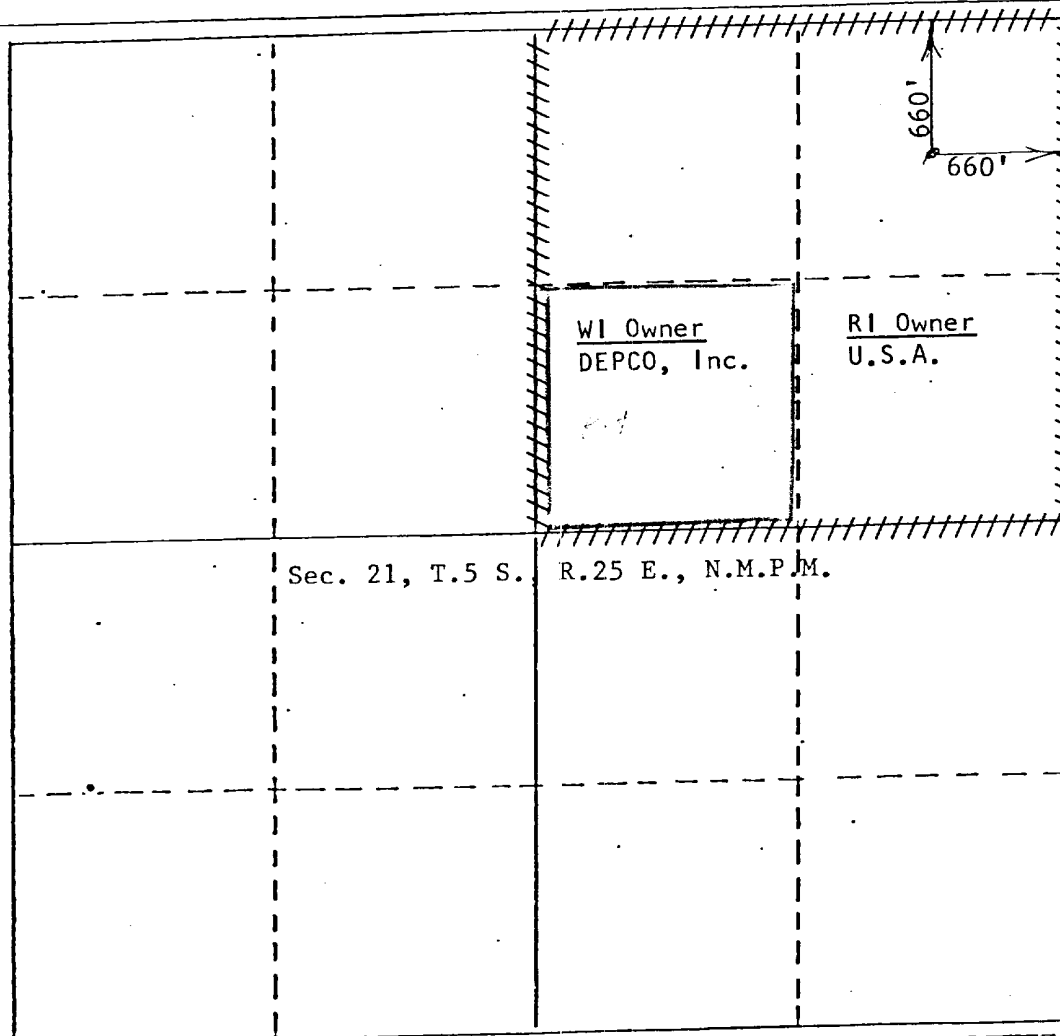 660'
660'
WI Owner
DEPCO, Inc.
RI Owner
U.S.A.
Sec. 21, T.5 S., R.25 E., N.M.P.M.